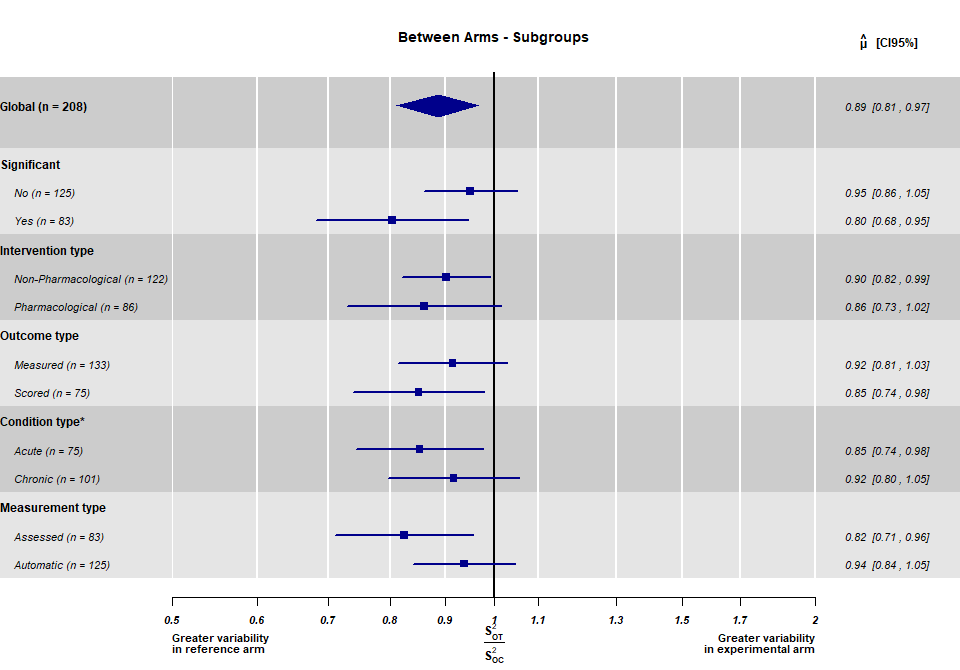 Between Arms - Subgroups
μ̂ [CI95%]
Global (n = 208) 0.89 [0.81 , 0.97]
Significant
No (n = 125) 0.95 [0.86 , 1.05]
Yes (n = 83) 0.80 [0.68 , 0.95]
Intervention type
Non-Pharmacological (n = 122) 0.90 [0.82 , 0.99]
Pharmacological (n = 86) 0.86 [0.73 , 1.02]
Outcome type
Measured (n = 133) 0.92 [0.81 , 1.03]
Scored (n = 75) 0.85 [0.74 , 0.98]
Condition type*
Acute (n = 75) 0.85 [0.74 , 0.98]
Chronic (n = 101) 0.92 [0.80 , 1.05]
Measurement type
Assessed (n = 83) 0.82 [0.71 , 0.96]
Automatic (n = 125) 0.94 [0.84 , 1.05]
0.5 0.6 0.7 0.8 0.9 1 1.1 1.3 1.5 1.7 2
Greater variability
in reference arm
S²OT
S²OC
Greater variability
in experimental arm